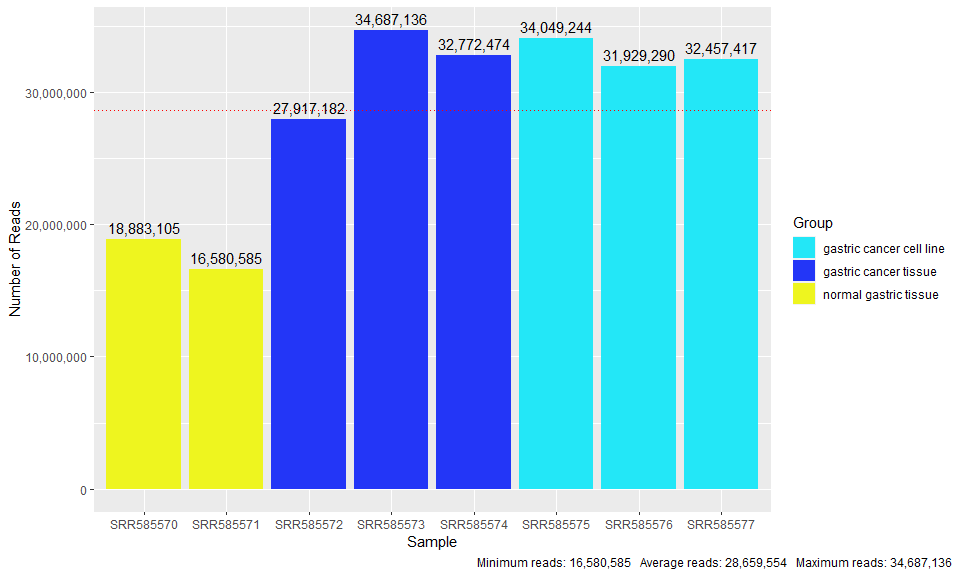 34,687,136
34,049,244
32,772,474
32,457,417
31,929,290
30,000,000
27,917,182
Number of Reads
20,000,000
18,883,105
16,580,585
10,000,000
0
SRR585570 SRR585571 SRR585572 SRR585573 SRR585574 SRR585575 SRR585576 SRR585577
Sample
Group
gastric cancer cell line
gastric cancer tissue
normal gastric tissue
Minimum reads: 16,580,585 Average reads: 28,659,554 Maximum reads: 34,687,136